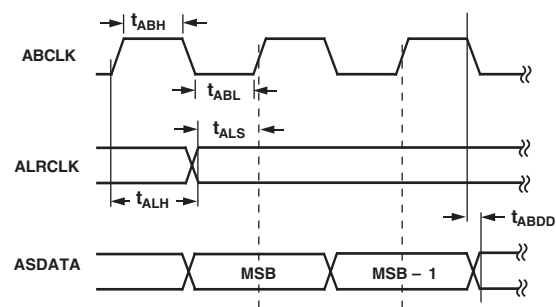 tABH
ABCLK
tABL
tALS
ALRCLK
tALH
tABDD
ASDATA
MSB
MSB – 1